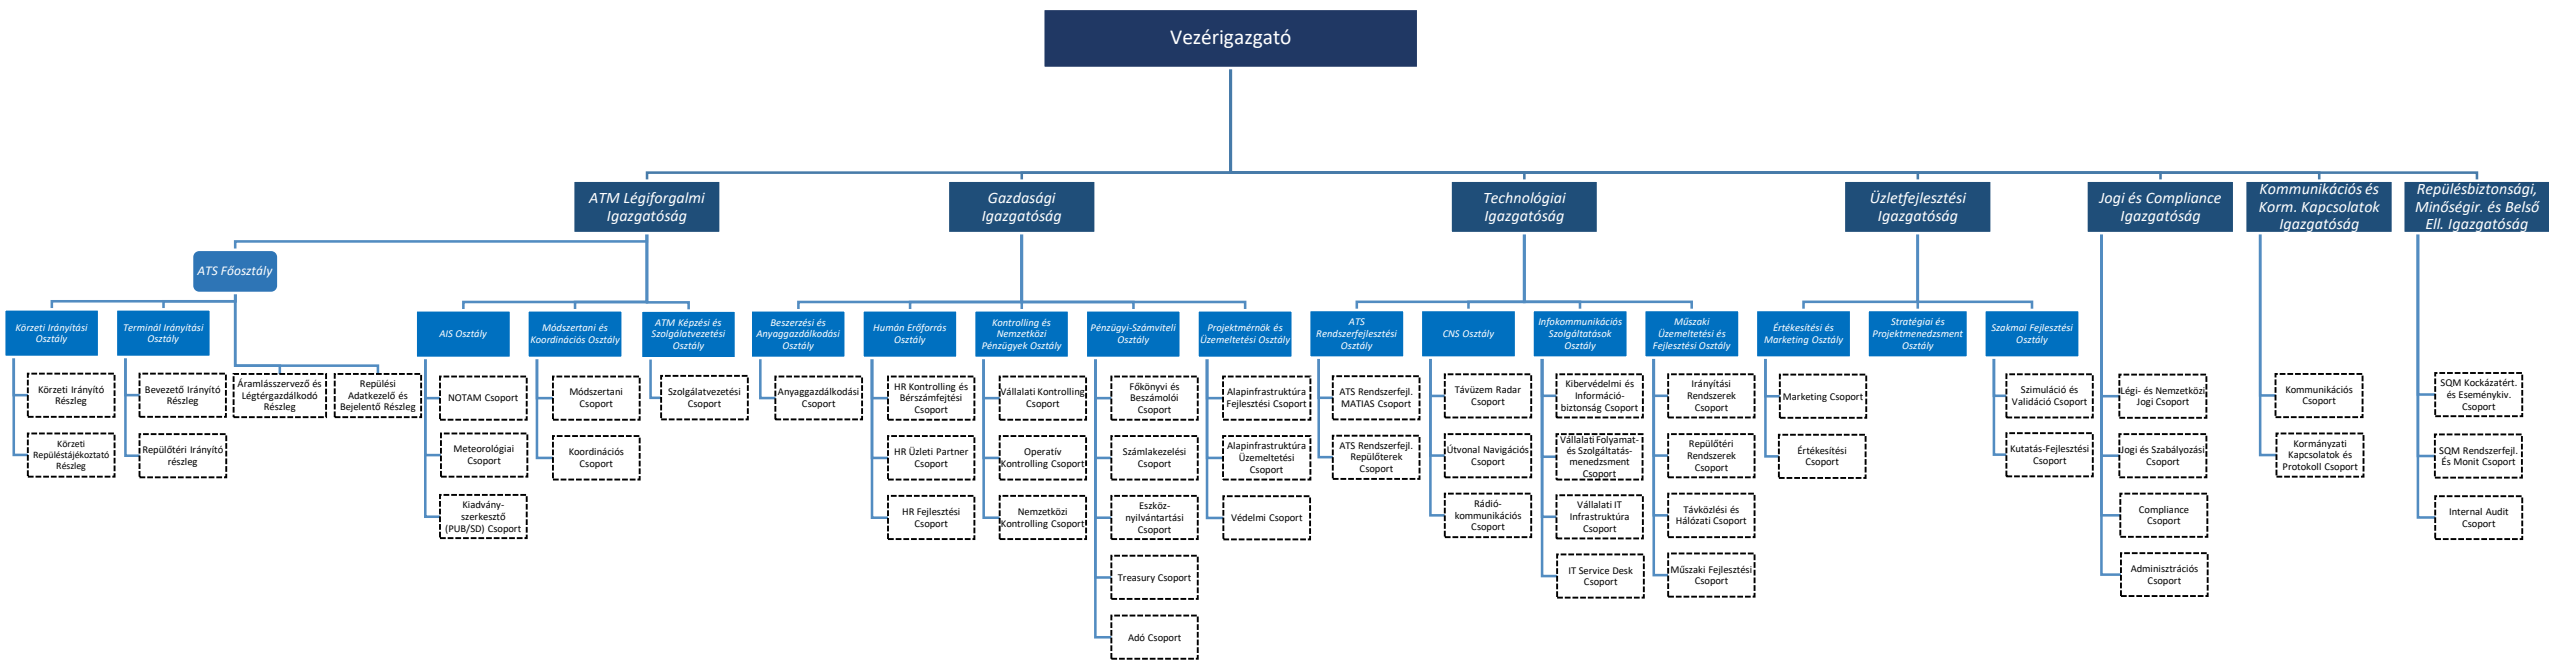 Vezérigazgató
ATM Légiforgalmi
Igazgatóság
Gazdasági
Igazgatóság
Technológiai
Igazgatóság
Üzletfejlesztési
Igazgatóság
Jogi és Compliance
Igazgatóság
Kommunikációs és
Korm. Kapcsolatok
Igazgatóság
Repülésbiztonsági,
Minőségir. és Belső
Ell. Igazgatóság
ATS Főosztály
Körzeti Irányítási
Osztály
Terminál Irányítási
Osztály
AIS Osztály
Módszertani és
Koordinációs Osztály
ATM Képzési és
Szolgálatvezetési
Osztály
Beszerzési és
Anyaggazdálkodási
Osztály
Humán Erőforrás
Osztály
Kontrolling és
Nemzetközi
Pénzügyek Osztály
Pénzügyi-Számviteli
Osztály
Projektmérnök és
Üzemeltetési Osztály
ATS
Rendszerfejlesztési
Osztály
CNS Osztály
Infokommunikációs
Szolgáltatások
Osztály
Műszaki
Üzemeltetési és
Fejlesztési Osztály
Értékesítési és
Marketing Osztály
Stratégiai és
Projektmenedzsment
Osztály
Szakmai Fejlesztési
Osztály
Körzeti Irányító
Részleg
Körzeti
Repüléstájékoztató
Részleg
Bevezető Irányító
Részleg
Repülőtéri Irányító
részleg
Áramlásszervező és
Légtérgazdálkodó
Részleg
Repülési
Adatkezelő és
Bejelentő Részleg
NOTAM Csoport
Meteorológiai
Csoport
Kiadvány-
szerkesztő
(PUB/SD) Csoport
Módszertani
Csoport
Koordinációs
Csoport
Szolgálatvezetési
Csoport
Anyaggazdálkodási
Csoport
HR Kontrolling és
Bérszámfejtési
Csoport
HR Üzleti Partner
Csoport
HR Fejlesztési
Csoport
Vállalati Kontrolling
Csoport
Operatív
Kontrolling Csoport
Nemzetközi
Kontrolling Csoport
Főkönyvi és
Beszámolói
Csoport
Számlakezelési
Csoport
Eszköz-
nyilvántartási
Csoport
Treasury Csoport
Adó Csoport
Alapinfrastruktúra
Fejlesztési Csoport
Alapinfrastruktúra
Üzemeltetési
Csoport
Védelmi Csoport
ATS Rendszerfejl.
MATIAS Csoport
ATS Rendszerfejl.
Repülőterek
Csoport
Távüzem Radar
Csoport
Útvonal Navigációs
Csoport
Rádió-
kommunikációs
Csoport
Kibervédelmi és
Információ-
biztonság Csoport
Vállalati Folyamat-
és Szolgáltatás-
menedzsment
Csoport
Vállalati IT
Infrastruktúra
Csoport
IT Service Desk
Csoport
Irányítási
Rendszerek
Csoport
Repülőtéri
Rendszerek
Csoport
Távközlési és
Hálózati Csoport
Műszaki Fejlesztési
Csoport
Marketing Csoport
Értékesítési
Csoport
Szimuláció és
Validáció Csoport
Kutatás-Fejlesztési
Csoport
Légi- és Nemzetközi
Jogi Csoport
Jogi és Szabályozási
Csoport
Compliance
Csoport
Adminisztrációs
Csoport
Kommunikációs
Csoport
Kormányzati
Kapcsolatok és
Protokoll Csoport
SQM Kockázatért.
és Eseménykiv.
Csoport
SQM Rendszerfejl.
És Monit Csoport
Internal Audit
Csoport